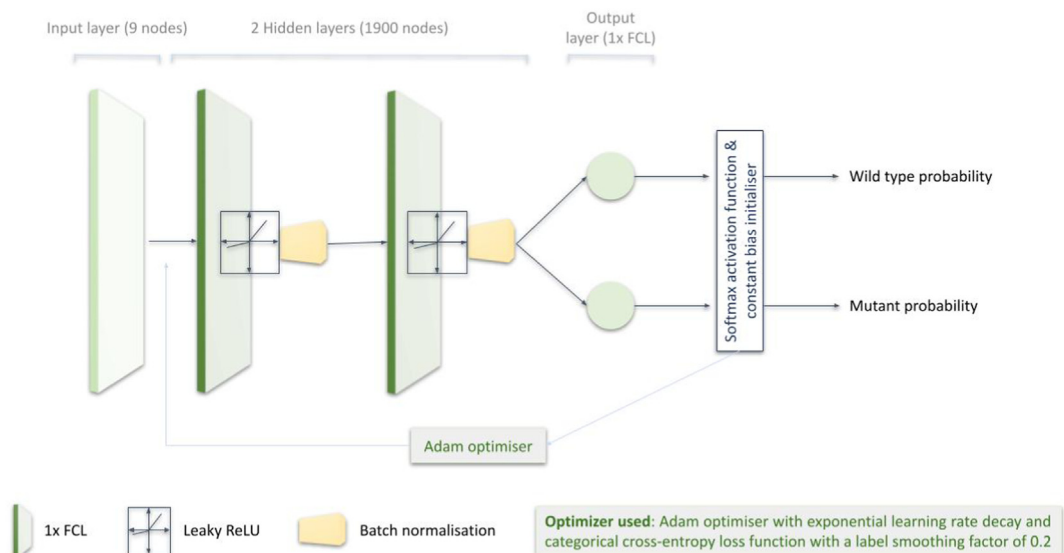 Input layer (9 nodes)
2 Hidden layers (1900 nodes)
Output
layer (1x FCL)
Softmax activation function &
constant bias initialiser
Wild type probability
Mutant probability
Adam optimiser
1x FCL
Leaky ReLU
Batch normalisation
Optimizer used: Adam optimiser with exponential learning rate decay and
categorical cross-entropy loss function with a label smoothing factor of 0.2